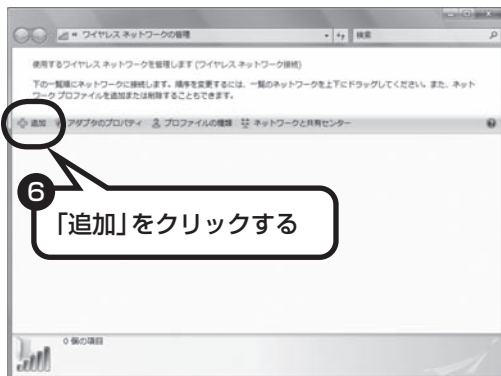 ワイヤレス ネットワークの管理
検索
使用するワイヤレス ネットワークを管理します (ワイヤレス ネットワーク接続)
下の一覧順にネットワークに接続します。順序を変更するには、一覧のネットワークを上下にドラッグしてください。また、ネット
ワーク プロファイルを追加または削除することもできます。
追加 アダプタのプロパティ プロファイルの種類 ネットワークと共有センター
6
「追加」をクリックする
0 個の項目